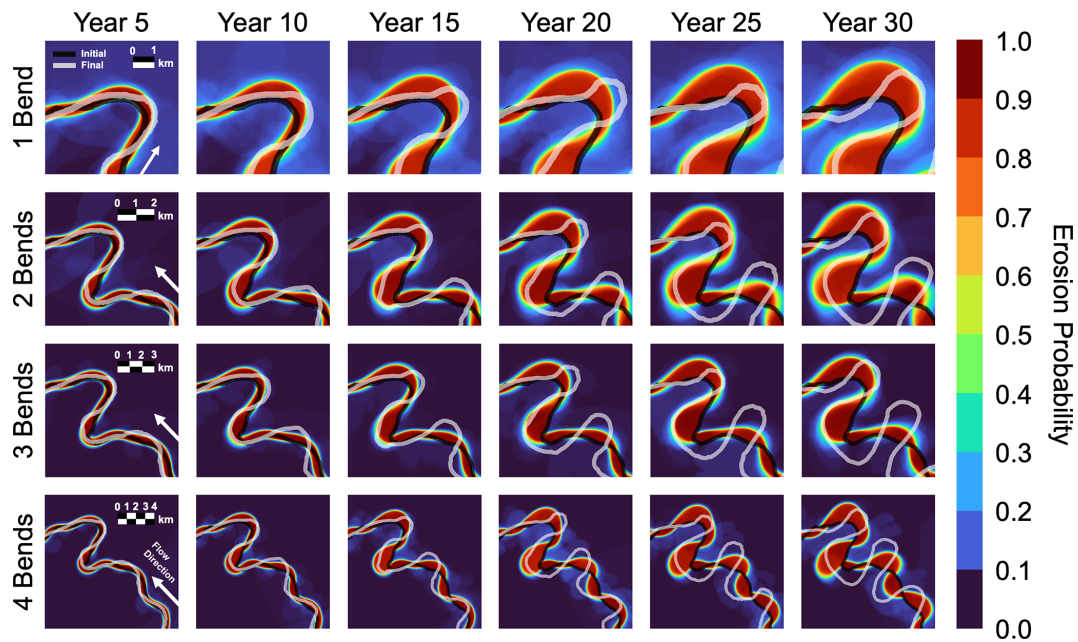 Year 5 Year 10 Year 15 Year 20 Year 25 Year 30
1 Bend
Initial
Final
0 1
km
2 Bends
0 1 2
km
3 Bends
0 1 2 3
km
4 Bends
0 1 2 3 4
km
Flow
Direction
1.0
0.9
0.8
0.7
0.6
0.5
0.4
0.3
0.2
0.1
0.0
Erosion Probability